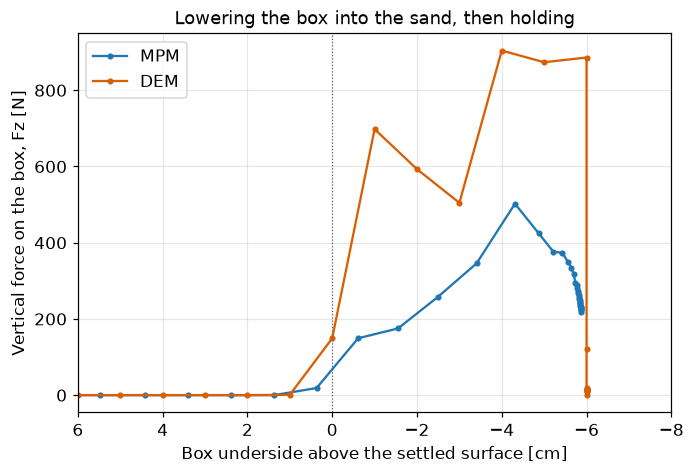 Lowering the box into the sand, then holding
MPM
DEM
Vertical force on the box, Fz [N]
800
600
400
200
0
6
4
2
0
−2
−4
−6
−8
Box underside above the settled surface [cm]